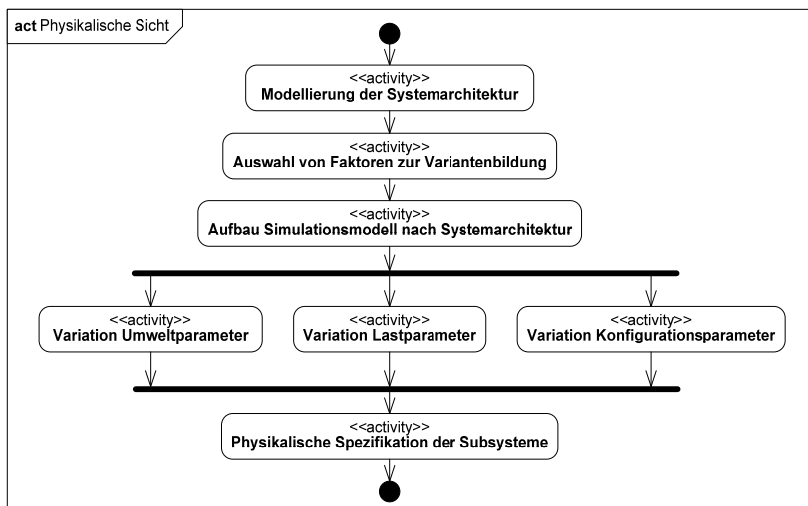 act Physikalische Sicht
<<activity>>
Modellierung der Systemarchitektur
<<activity>>
Auswahl von Faktoren zur Variantenbildung
<<activity>>
Aufbau Simulationsmodell nach Systemarchitektur
<<activity>>
Variation Umweltparameter
<<activity>>
Variation Lastparameter
<<activity>>
Variation Konfigurationsparameter
<<activity>>
Physikalische Spezifikation der Subsysteme